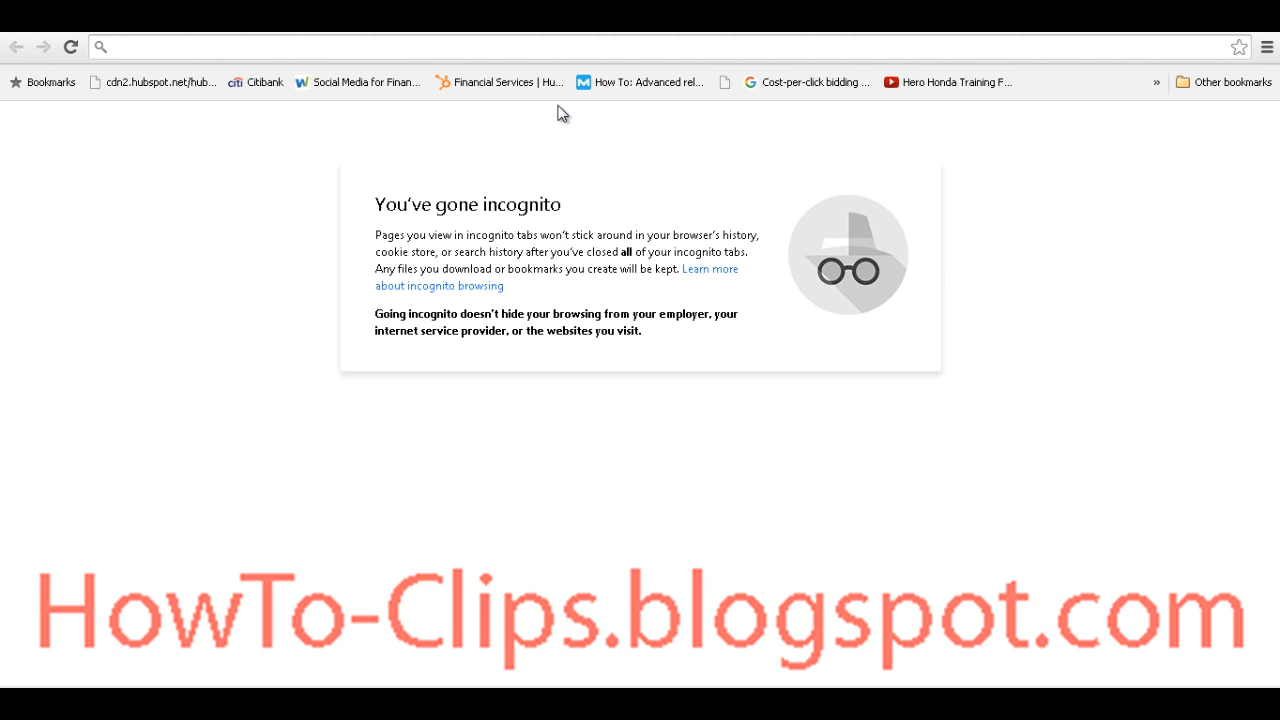 Bookmarks cdn2.hubspot.net/hub... citi Citibank Social Media for Finan... Financial Services | Hu... How To: Advanced rel... Cost-per-click bidding ... Hero Honda Training F... » Other bookmarks
You've gone incognito
Pages you view in incognito tabs won't stick around in your browser's history,
cookie store, or search history after you've closed all of your incognito tabs.
Any files you download or bookmarks you create will be kept. Learn more
about incognito browsing
Going incognito doesn't hide your browsing from your employer, your
internet service provider, or the websites you visit.
HowTo-Clips.blogspot.com